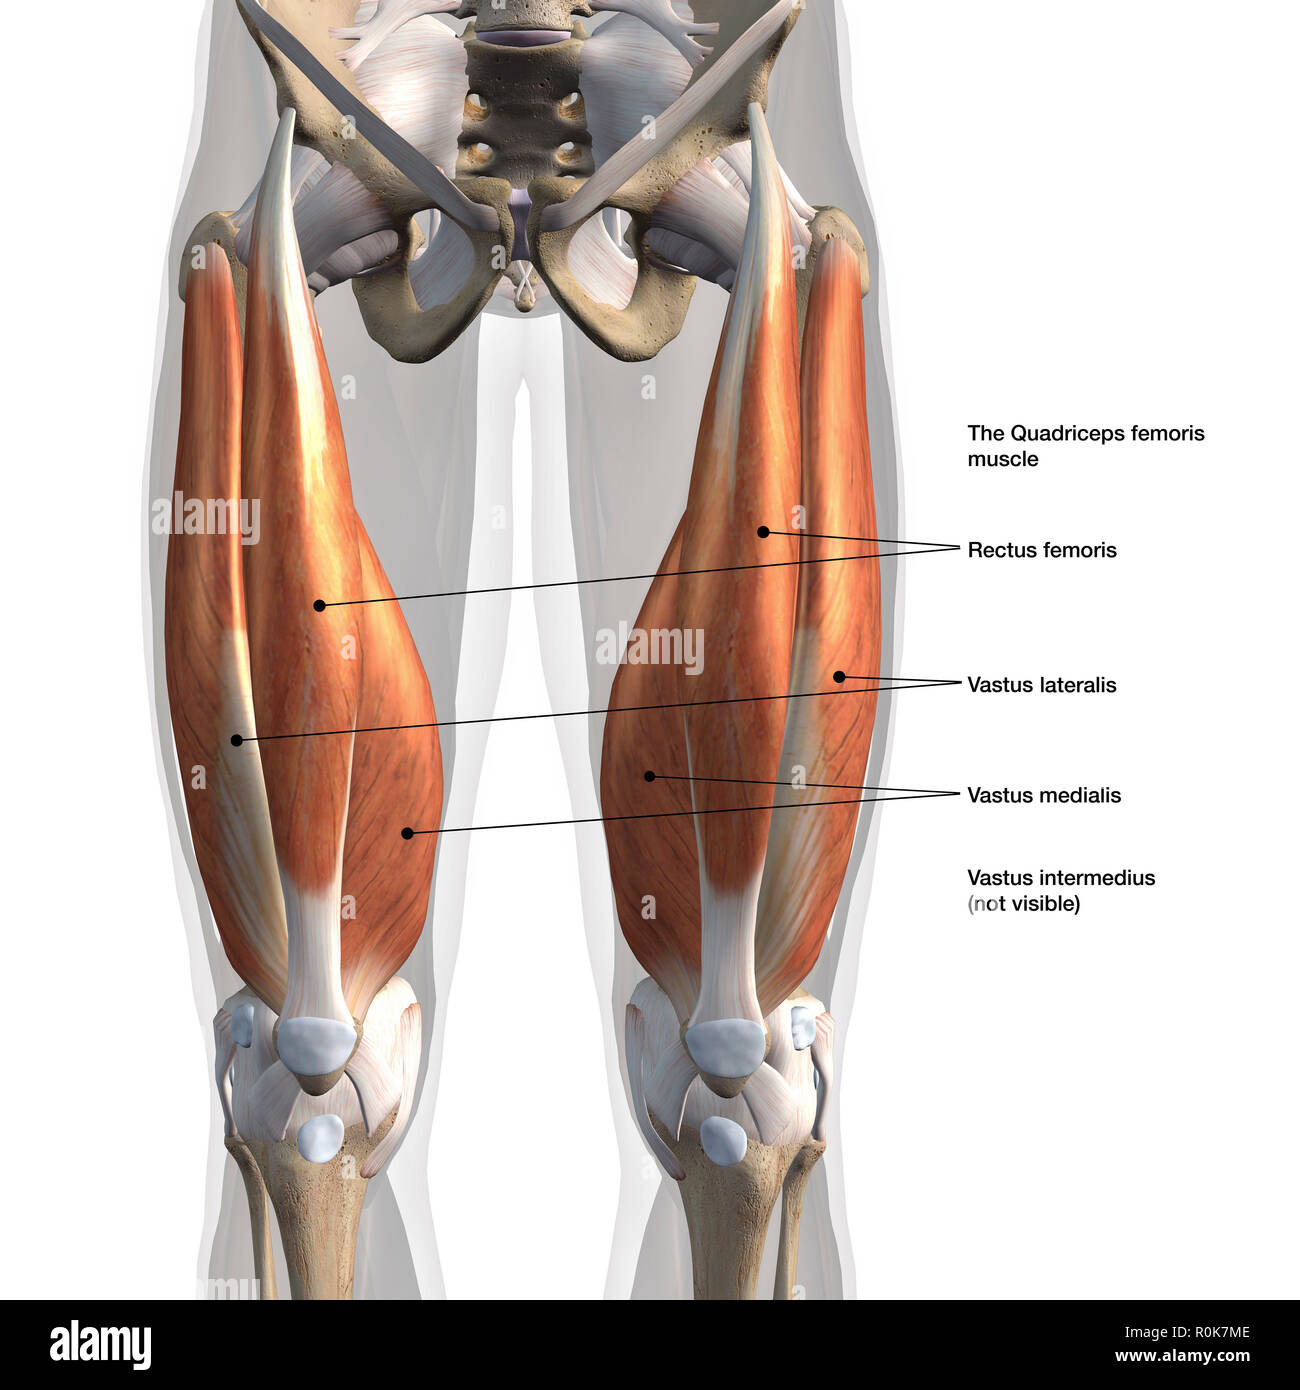 The Quadriceps femoris
muscle
Rectus femoris
Vastus lateralis
Vastus medialis
Vastus intermedius
(not visible)
alamy
alamy
a
a
a
a
a
a
a
a
a
a
alamy
Image ID: R0K7ME
www.alamy.com